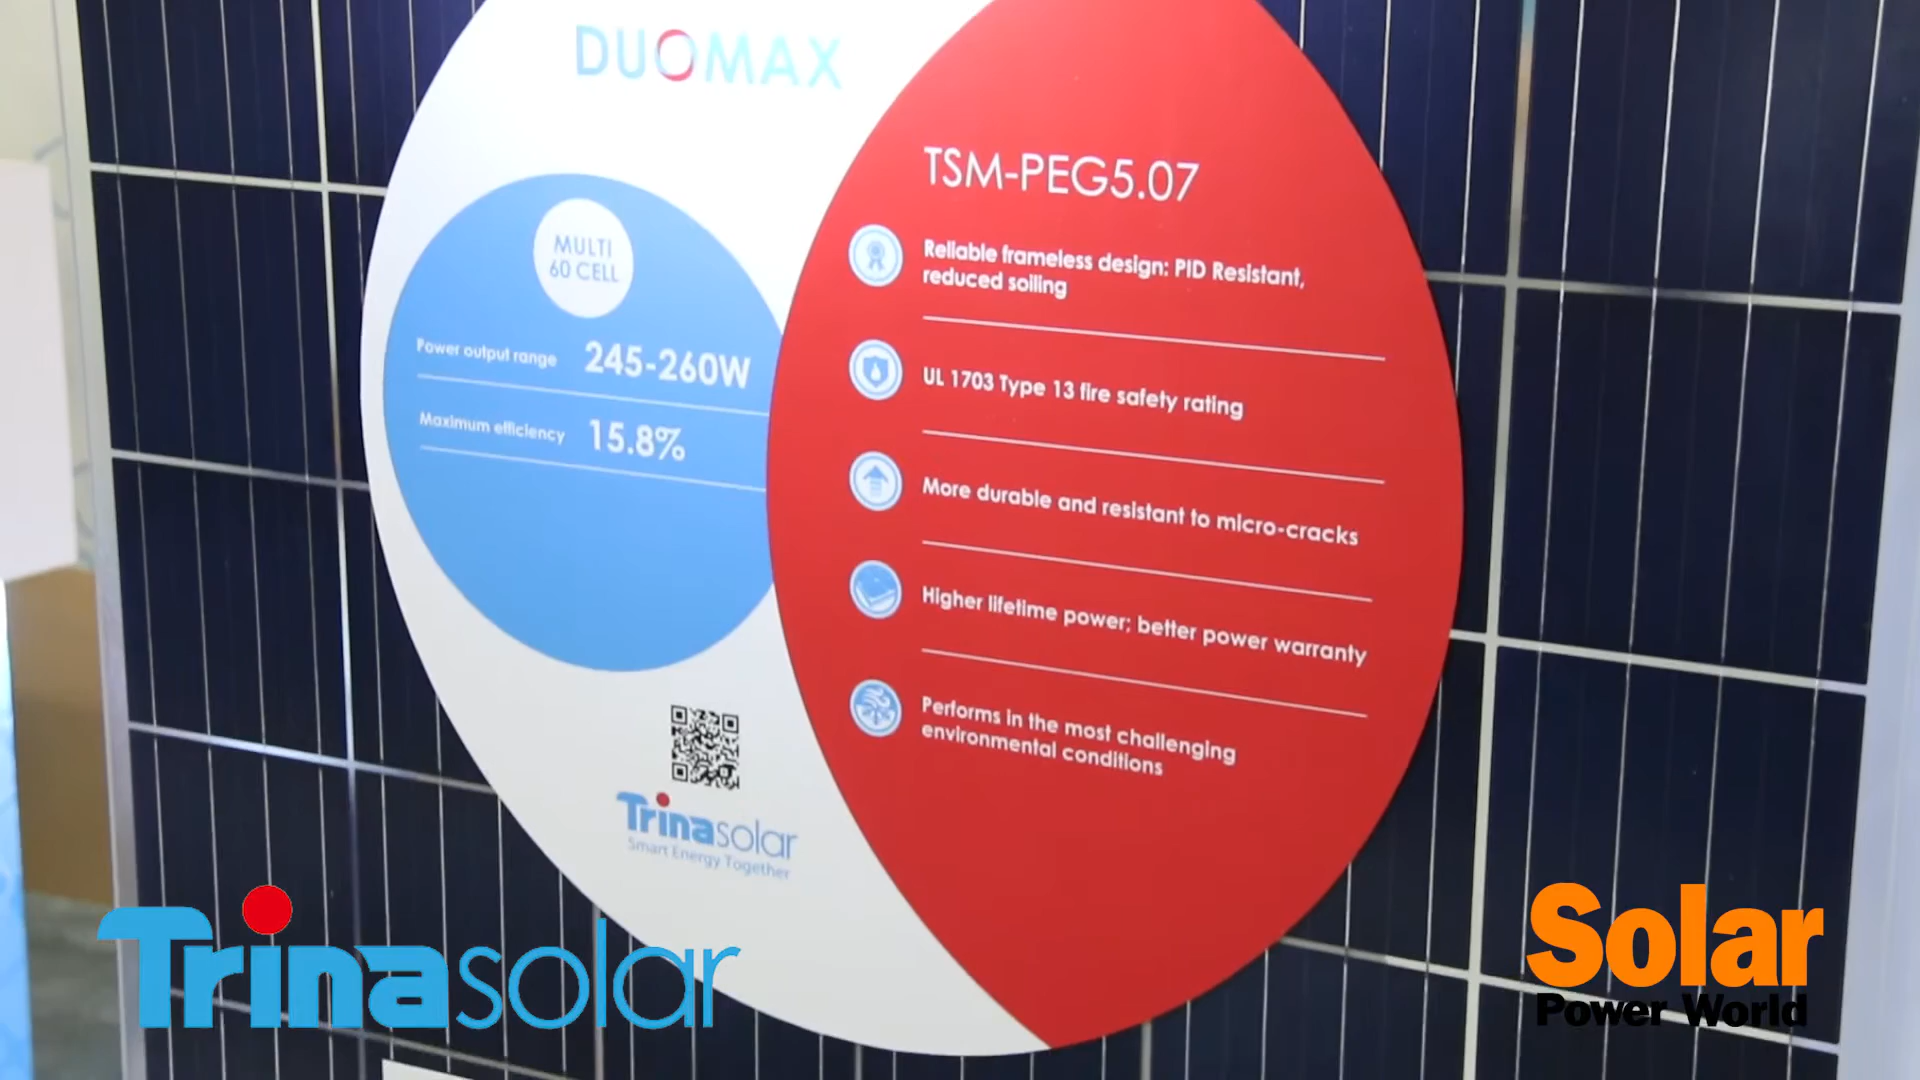 DUOMAX
MULTI
60 CELL
Power output range 245-260W
Maximum efficiency 15.8%
Trinasolar
Smart Energy Together
TSM-PEG5.07
Reliable frameless design: PID Resistant,
reduced soiling
UL 1703 Type 13 fire safety rating
More durable and resistant to micro-cracks
Higher lifetime power; better power warranty
Performs in the most challenging
environmental conditions
Trinasolar
Solar
Power World